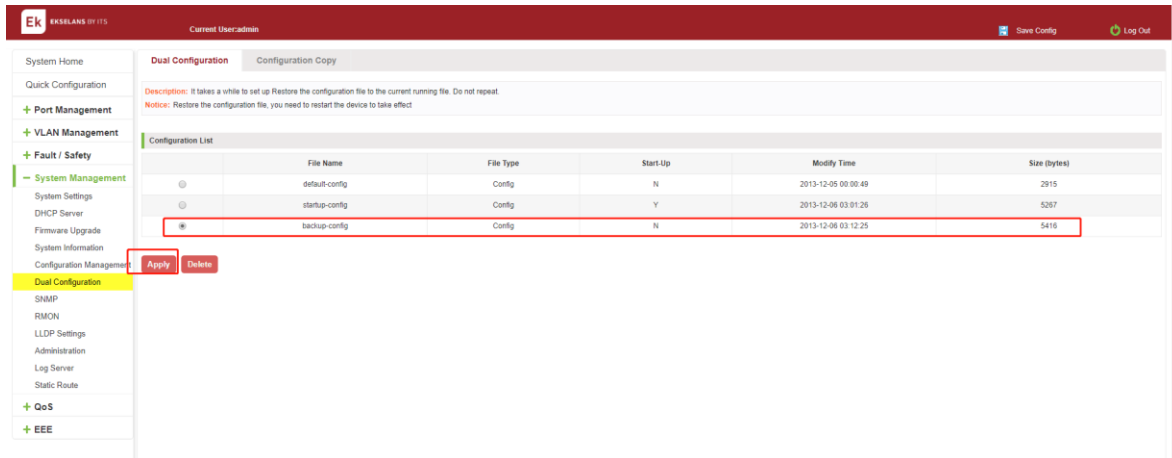 Ek EKSELANS BY ITS
Current User:admin
Save Config
Log Out
System Home
Quick Configuration
+ Port Management
+ VLAN Management
+ Fault / Safety
− System Management
System Settings
DHCP Server
Firmware Upgrade
System Information
Configuration Management
Dual Configuration
SNMP
RMON
LLDP Settings
Administration
Log Server
Static Route
+ QoS
+ EEE
Dual Configuration Configuration Copy
Description: It takes a while to set up Restore the configuration file to the current running file. Do not repeat.
Notice: Restore the configuration file, you need to restart the device to take effect
Configuration List
File Name File Type Start-Up Modify Time Size (bytes)
default-config Config N 2013-12-05 00:00:49 2915
startup-config Config Y 2013-12-06 03:01:26 5267
backup-config Config N 2013-12-06 03:12:25 5416
Apply Delete